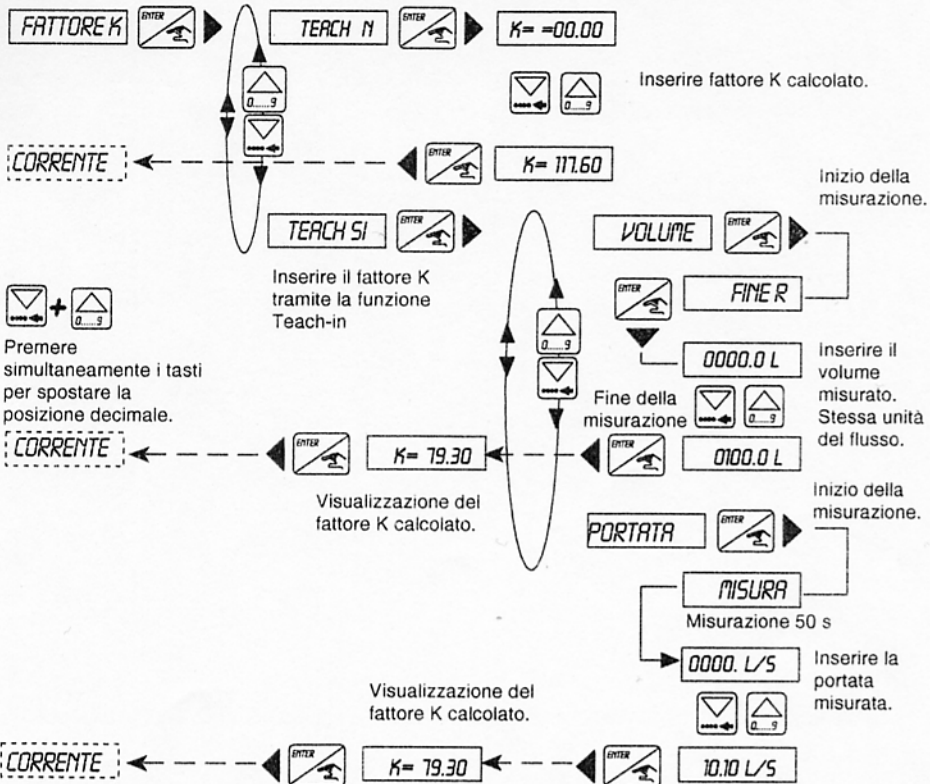 FATTORE K
ENTER
TEACH N
ENTER
K= =00.00
0.....9
Inserire fattore K calcolato.
0.....9
CORRENTE
ENTER
K= 117.60
TEACH SI
ENTER
Inserire il fattore K
tramite la funzione
Teach-in
VOLUME
ENTER
Inizio della
misurazione.
ENTER
FINE R
+
0.....9
Premere
simultaneamente i tasti
per spostare la
posizione decimale.
0.....9
0000.0 L
Inserire il
volume
misurato.
Stessa unità
del flusso.
0.....9
Fine della
misurazione
CORRENTE
ENTER
K= 79.30
ENTER
0100.0 L
Visualizzazione del
fattore K calcolato.
PORTATA
ENTER
Inizio della
misurazione.
MISURA
Misurazione 50 s
0000. L/S
Inserire la
portata
misurata.
0.....9
Visualizzazione del
fattore K calcolato.
CORRENTE
ENTER
K= 79.30
ENTER
10.10 L/S